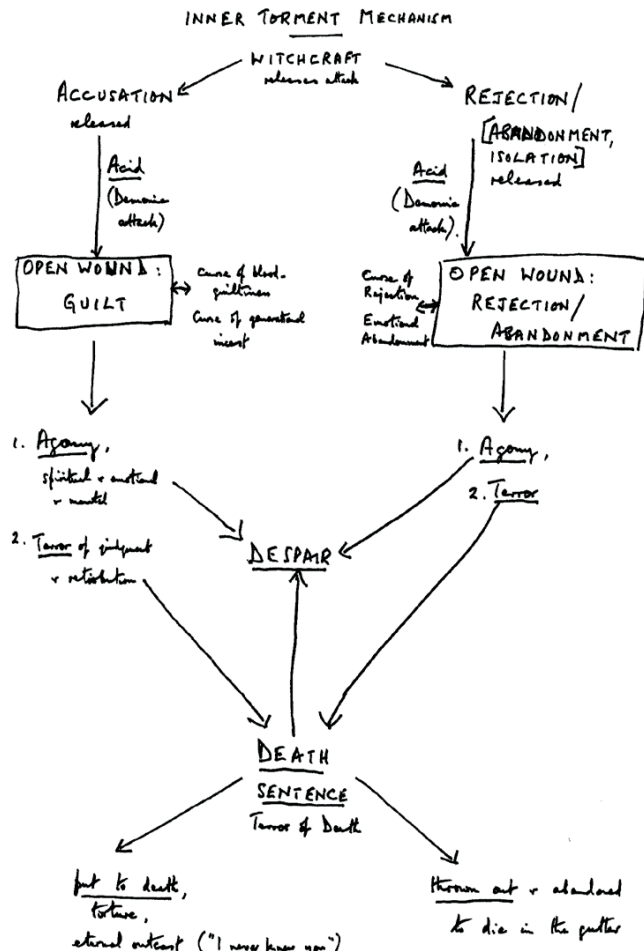 INNER TORMENT MECHANISM
WITCHCRAFT
releases attack
ACCUSATION
released
REJECTION/
[ABANDONMENT,
ISOLATION]
released
Acid
(Demonic
attack)
Acid
(Demonic
attack).
OPEN WOUND:
GUILT
Curse of blood-
guiltiness
Curse of generational
incest
Curse of
Rejection
Emotional
Abandonment
OPEN WOUND:
REJECTION/
ABANDONMENT
1. Agony,
spiritual + emotional
+ mental
2. Terror of judgment
+ retribution
1. Agony,
2. Terror
DESPAIR
DEATH
SENTENCE
Terror of Death
put to death,
torture,
eternal outcast ("I never knew you")
thrown out + abandoned
to die in the gutter